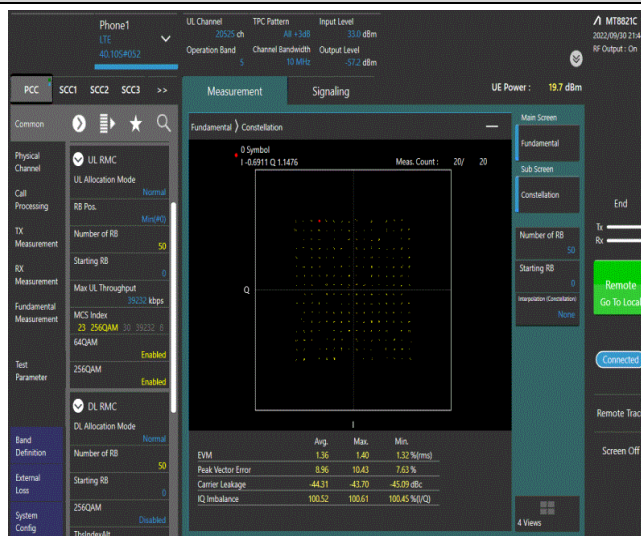 Phone1
LTE
40.10S#052
UL Channel 20525 ch
TPC Pattern All +3dB
Input Level 33.0 dBm
Operation Band 5
Channel Bandwidth 10 MHz
Output Level -57.2 dBm
MT8821C
2022/09/30 21:4
RF Output : On
PCC SCC1 SCC2 SCC3 >>
Measurement Signaling
UE Power : 19.7 dBm
Common
Physical Channel
Call Processing
TX Measurement
RX Measurement
Fundamental Measurement
Test Parameter
Band Definition
External Loss
System Config
UL RMC
UL Allocation Mode
Normal
RB Pos.
Min(#0)
Number of RB
50
Starting RB
0
Max UL Throughput
39232 kbps
MCS Index
23 256QAM 30 39232 8
64QAM
Enabled
256QAM
Enabled
DL RMC
DL Allocation Mode
Normal
Number of RB
50
Starting RB
0
256QAM
Disabled
ThsIndexAlt
Fundamental Constellation
0 Symbol
I -0.6911 Q 1.1476
Meas. Count : 20/ 20
Q
I
Avg. Max. Min.
EVM 1.36 1.40 1.32 %(rms)
Peak Vector Error 8.96 10.43 7.63 %
Carrier Leakage -44.31 -43.70 -45.09 dBc
IQ Imbalance 100.52 100.61 100.45 %(I/Q)
Main Screen
Fundamental
Sub Screen
Constellation
Number of RB
50
Starting RB
0
Interpolation (Constellation)
None
4 Views
End
Tx
Rx
Remote
Go To Local
Connected
Remote Trac
Screen Off